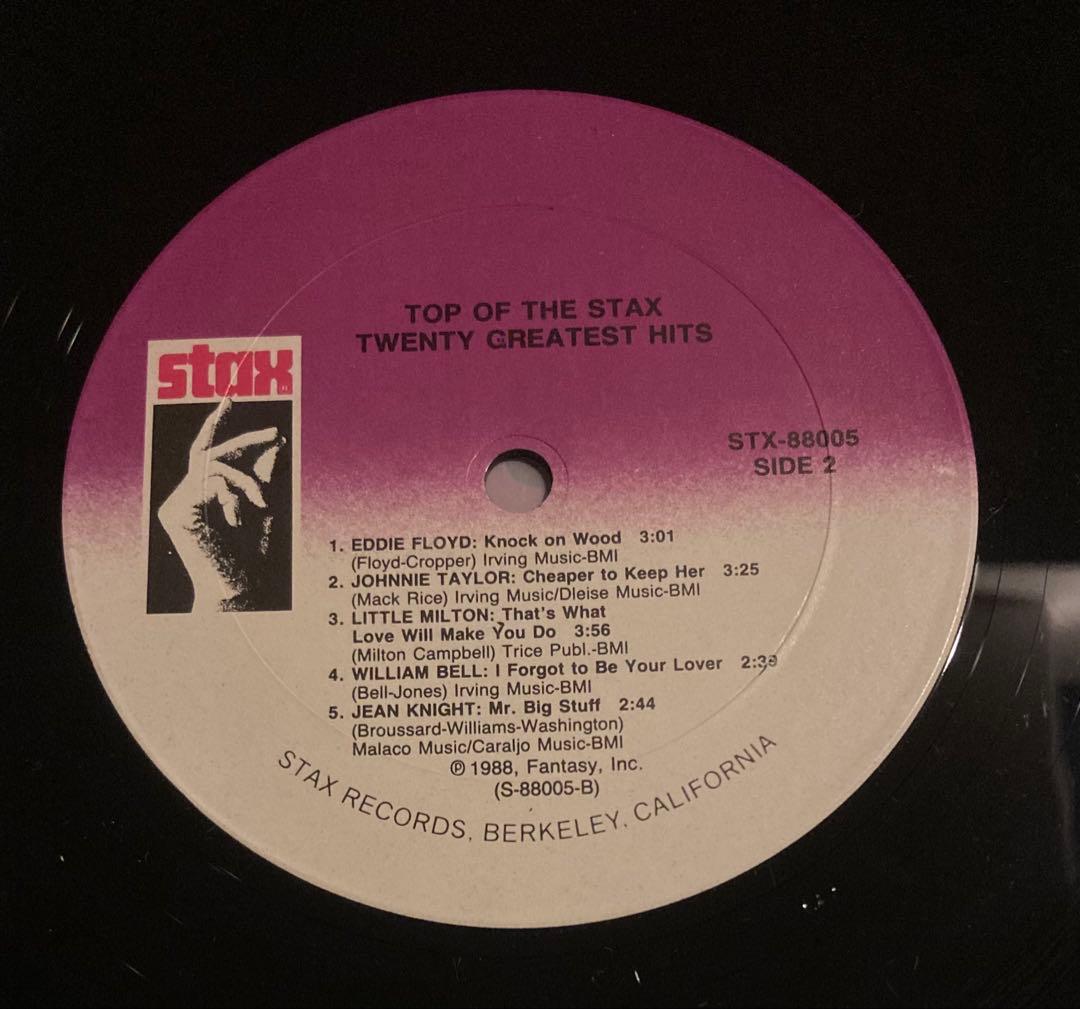 TOP OF THE STAX
TWENTY GREATEST HITS
stax
STX-88005
SIDE 2
1. EDDIE FLOYD: Knock on Wood 3:01
(Floyd-Cropper) Irving Music-BMI
2. JOHNNIE TAYLOR: Cheaper to Keep Her 3:25
(Mack Rice) Irving Music/Dleise Music-BMI
3. LITTLE MILTON: That's What
Love Will Make You Do 3:56
(Milton Campbell) Trice Publ.-BMI
4. WILLIAM BELL: I Forgot to Be Your Lover 2:39
(Bell-Jones) Irving Music-BMI
5. JEAN KNIGHT: Mr. Big Stuff 2:44
(Broussard-Williams-Washington)
Malaco Music/Caraljo Music-BMI
℗ 1988, Fantasy, Inc.
(S-88005-B)
STAX RECORDS, BERKELEY, CALIFORNIA